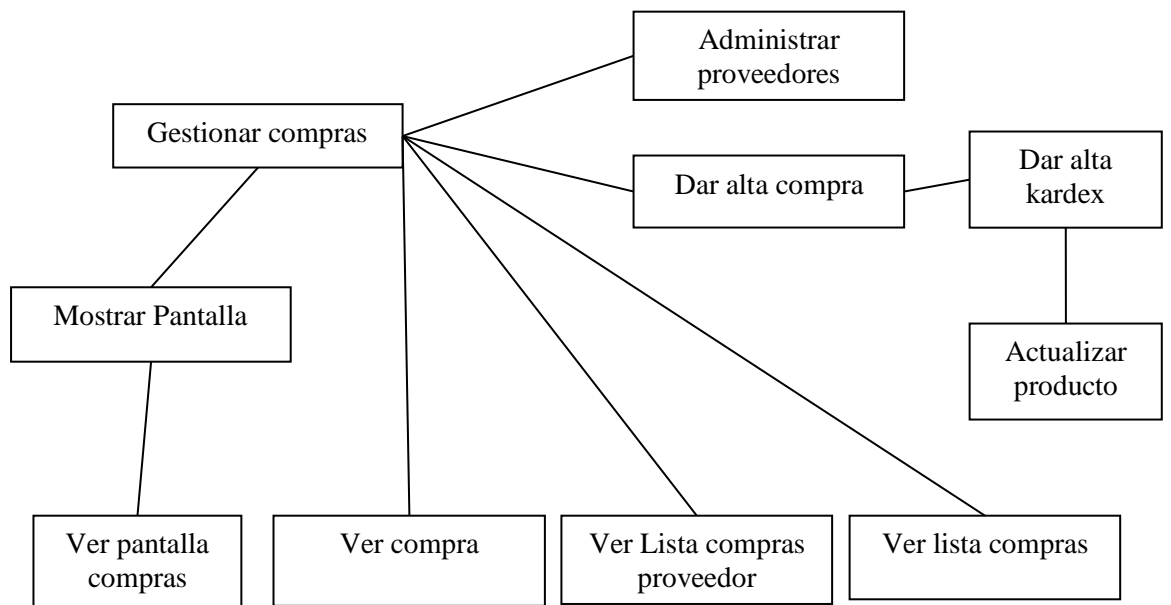 Administrar
proveedores
Gestionar compras
Dar alta compra
Dar alta
kardex
Mostrar Pantalla
Actualizar
producto
Ver pantalla
compras
Ver compra
Ver Lista compras
proveedor
Ver lista compras